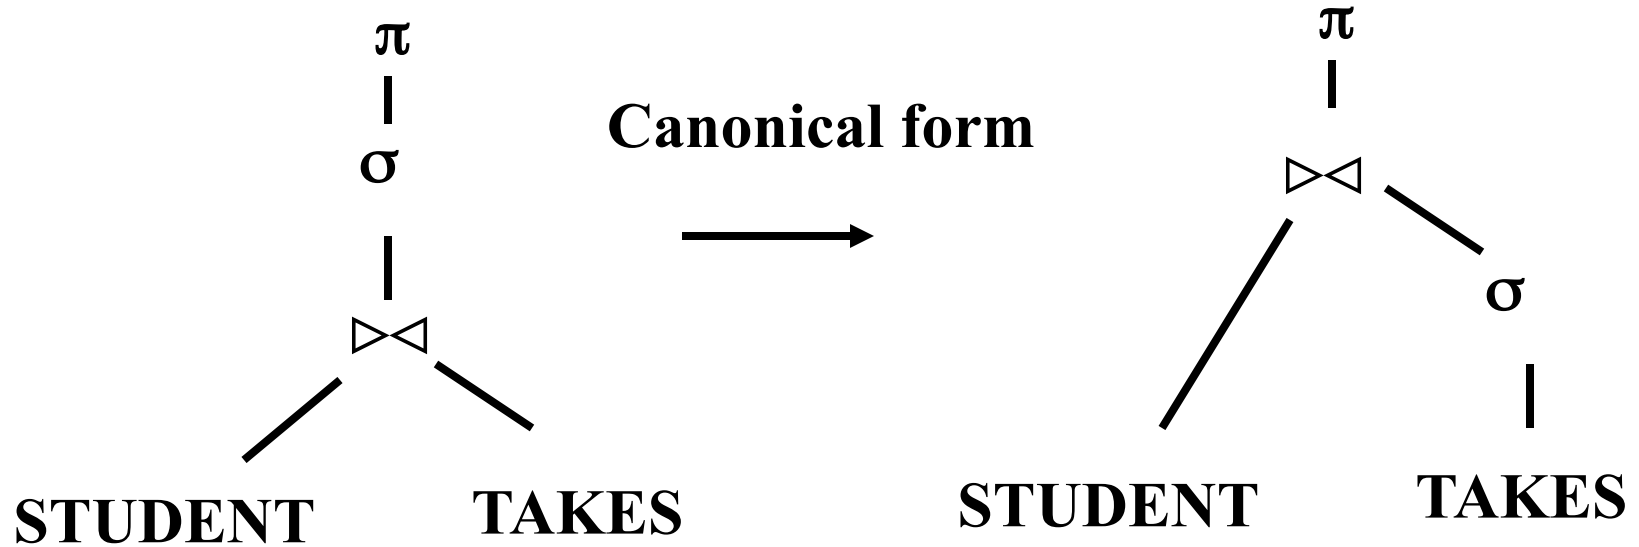 π
σ
⋈
STUDENT TAKES
Canonical form
π
⋈
σ
STUDENT TAKES